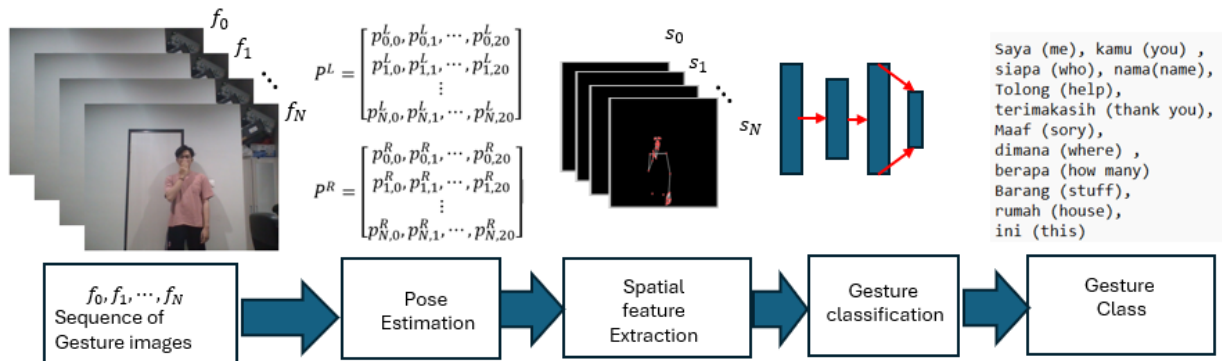 f₀
f₁
⋱
f_N
P^L = [p^L_{0,0}, p^L_{0,1}, ⋯, p^L_{0,20}
p^L_{1,0}, p^L_{1,1}, ⋯, p^L_{1,20}
⋮
p^L_{N,0}, p^L_{N,1}, ⋯, p^L_{N,20}]
P^R = [p^R_{0,0}, p^R_{0,1}, ⋯, p^R_{0,20}
p^R_{1,0}, p^R_{1,1}, ⋯, p^R_{1,20}
⋮
p^R_{N,0}, p^R_{N,1}, ⋯, p^R_{N,20}]
s₀
s₁
⋱
s_N
Saya (me), kamu (you) ,
siapa (who), nama(name),
Tolong (help),
terimakasih (thank you),
Maaf (sory),
dimana (where) ,
berapa (how many)
Barang (stuff),
rumah (house),
ini (this)
f₀, f₁, ⋯, f_N
Sequence of
Gesture images
Pose
Estimation
Spatial
feature
Extraction
Gesture
classification
Gesture
Class